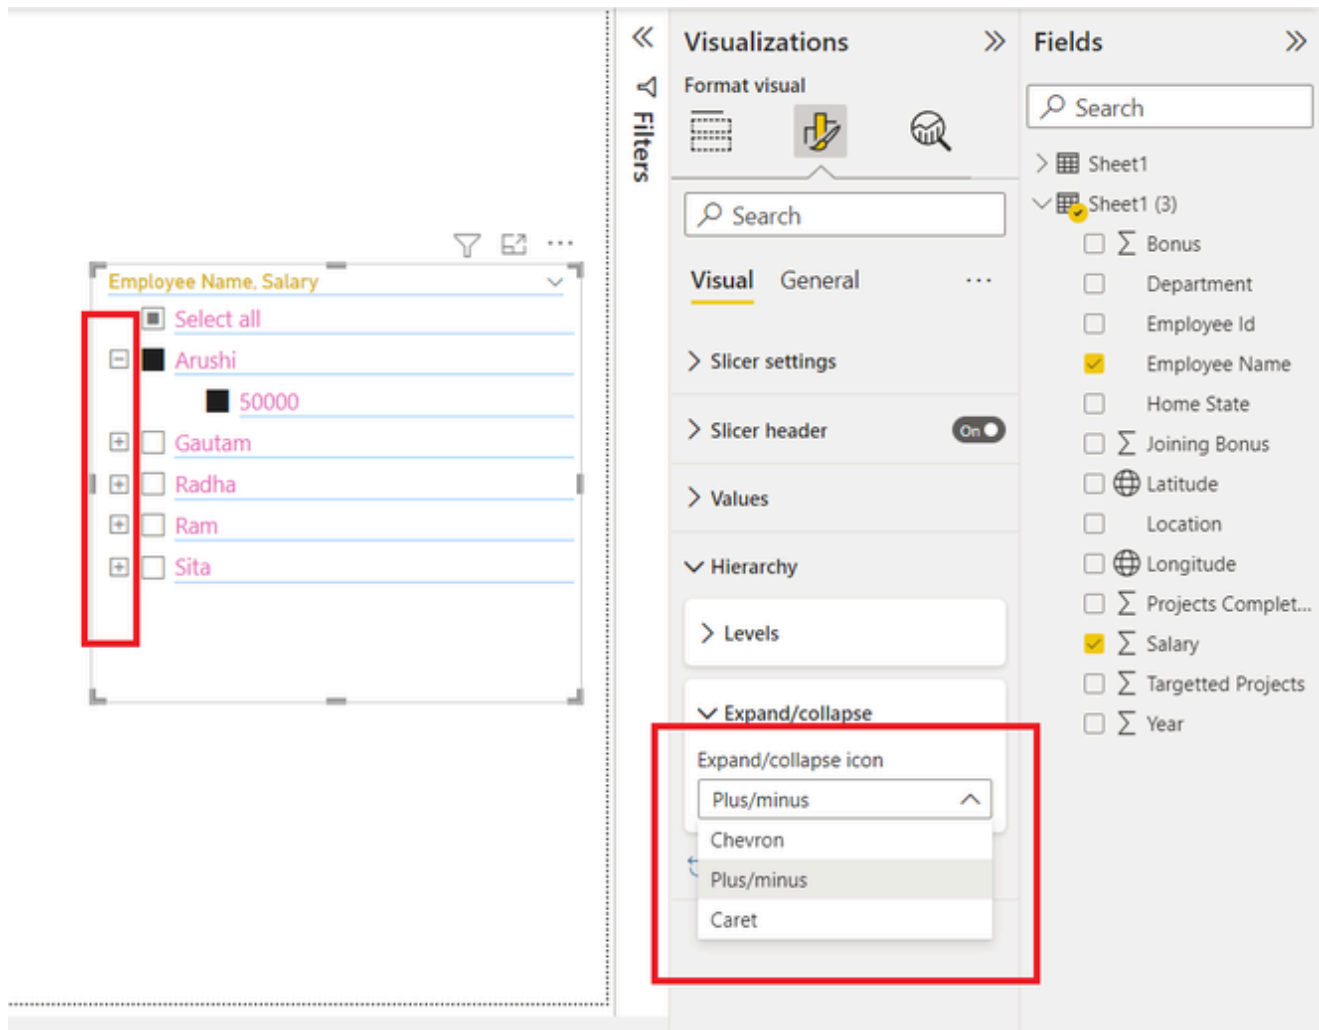 Employee Name, Salary
Select all
Arushi
50000
Gautam
Radha
Ram
Sita
Filters
Visualizations
Format visual
Search
Visual General
Slicer settings
Slicer header On
Values
Hierarchy
Levels
Expand/collapse
Expand/collapse icon
Plus/minus
Chevron
Plus/minus
Caret
Fields
Search
Sheet1
Sheet1 (3)
Bonus
Department
Employee Id
Employee Name
Home State
Joining Bonus
Latitude
Location
Longitude
Projects Complet...
Salary
Targetted Projects
Year